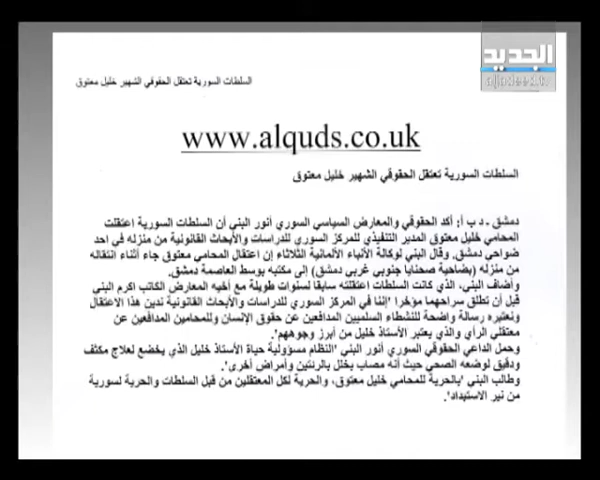 الجديد
aljadeed.tv
السلطات السورية تعتقل الحقوقي الشهير خليل معتوق
www.alquds.co.uk
السلطات السورية تعتقل الحقوقي الشهير خليل معتوق
دمشق ـ د ب أ: أكد الحقوقي والمعارض السياسي السوري أنور البني أن السلطات السورية اعتقلت
المحامي خليل معتوق المدير التنفيذي للمركز السوري للدراسات والأبحاث القانونية من منزله في احد
ضواحي دمشق. وقال البني لوكالة الأنباء الألمانية الثلاثاء إن اعتقال المحامي معتوق جاء أثناء انتقاله
من منزله (بضاحية صحنايا جنوبي غربي دمشق) إلى مكتبه بوسط العاصمة دمشق.
وأضاف البني، الذي كانت السلطات اعتقلته سابقا لسنوات طويلة مع أخيه المعارض الكاتب اكرم البني
قبل أن تطلق سراحهما مؤخرا 'إننا في المركز السوري للدراسات والأبحاث القانونية ندين هذا الاعتقال
ونعتبره رسالة واضحة للنشطاء السلميين المدافعين عن حقوق الإنسان وللمحامين المدافعين عن
معتقلي الرأي والذي يعتبر الأستاذ خليل من أبرز وجوههم'.
وحمل الداعي الحقوقي السوري أنور البني 'النظام مسؤولية حياة الأستاذ خليل الذي يخضع لعلاج مكثف
ودقيق لوضعه الصحي حيث أنه مصاب بخلل بالرئتين وأمراض أخرى'.
وطالب البني 'بالحرية للمحامي خليل معتوق، والحرية لكل المعتقلين من قبل السلطات والحرية لسورية
من نير الاستبداد'.